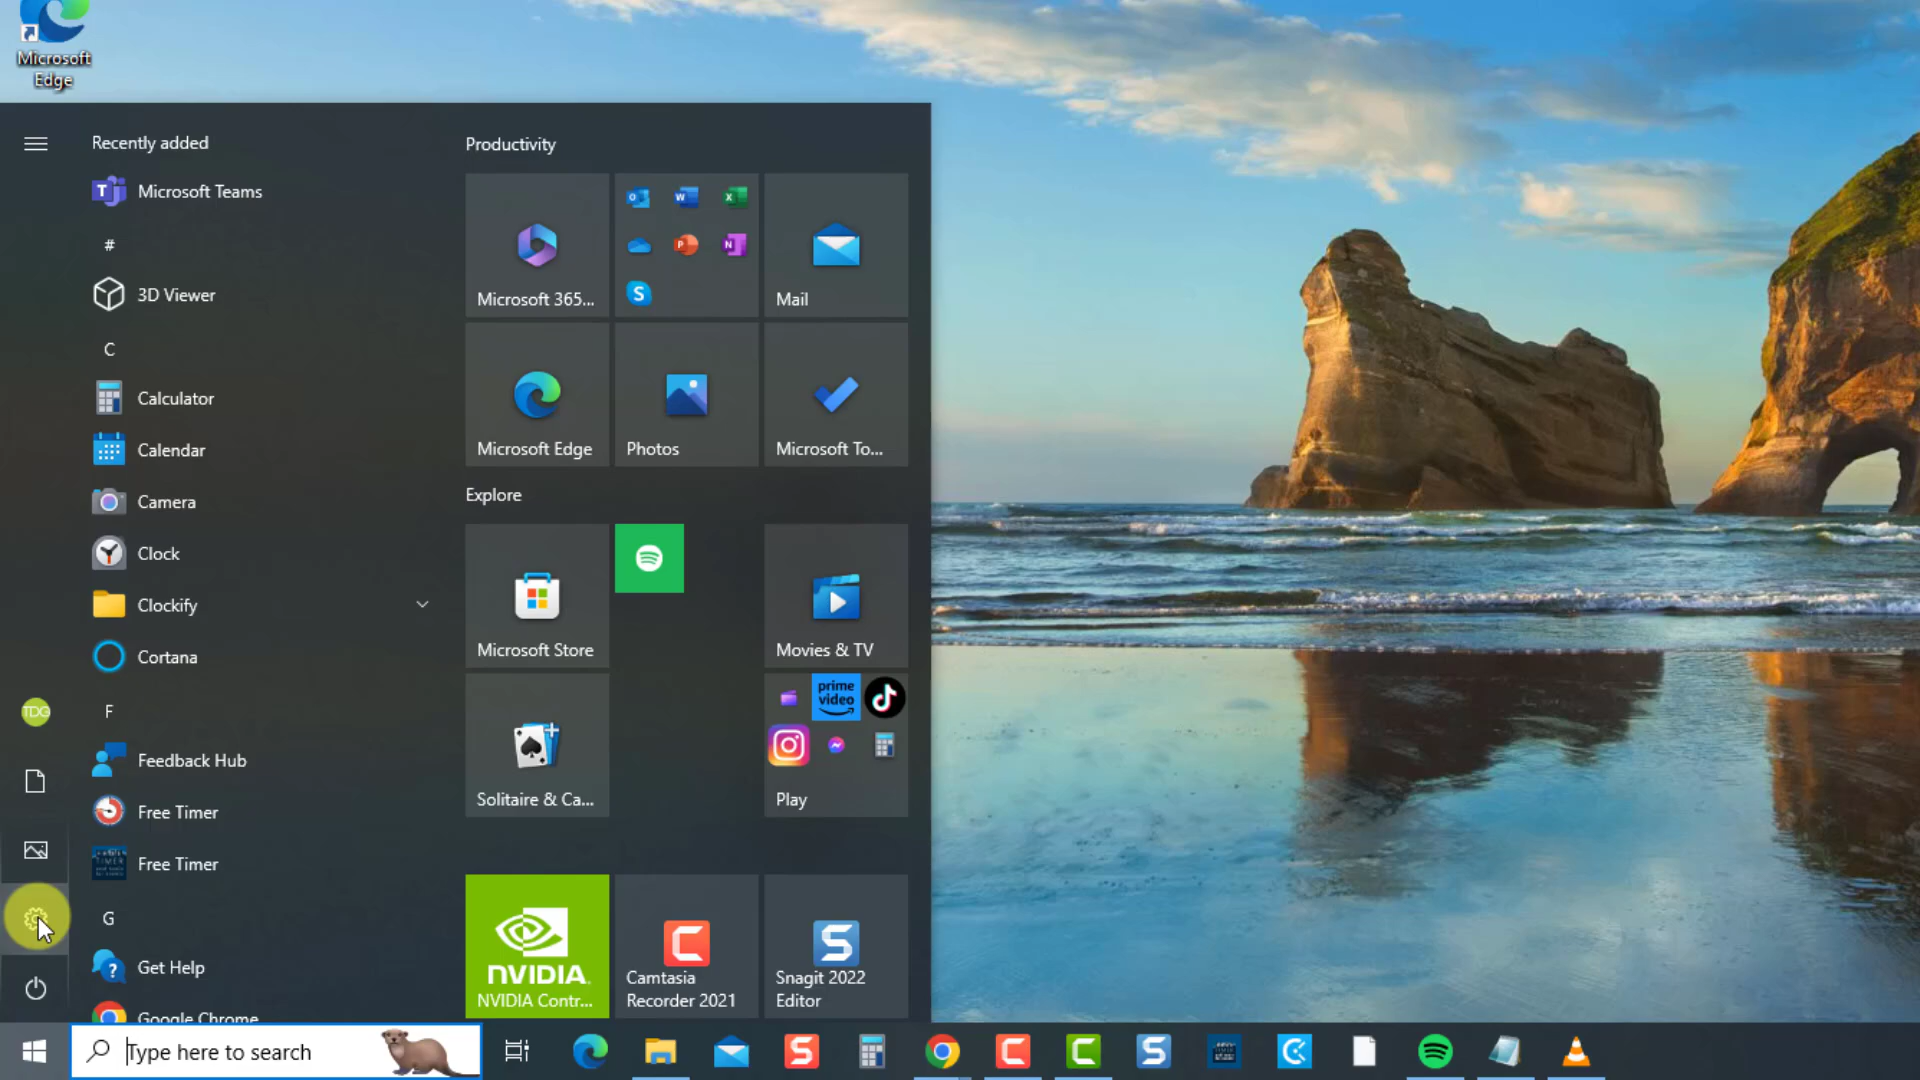 Microsoft
Edge
Recently added
Microsoft Teams
#
3D Viewer
C
Calculator
Calendar
Camera
Clock
Clockify
Cortana
TDG
F
Feedback Hub
Free Timer
Free Timer
G
Get Help
Google Chrome
Productivity
Microsoft 365...
Mail
Microsoft Edge
Photos
Microsoft To...
Explore
Microsoft Store
Movies & TV
prime
video
Solitaire & Ca...
Play
NVIDIA.
NVIDIA Contr...
Camtasia
Recorder 2021
Snagit 2022
Editor
Type here to search